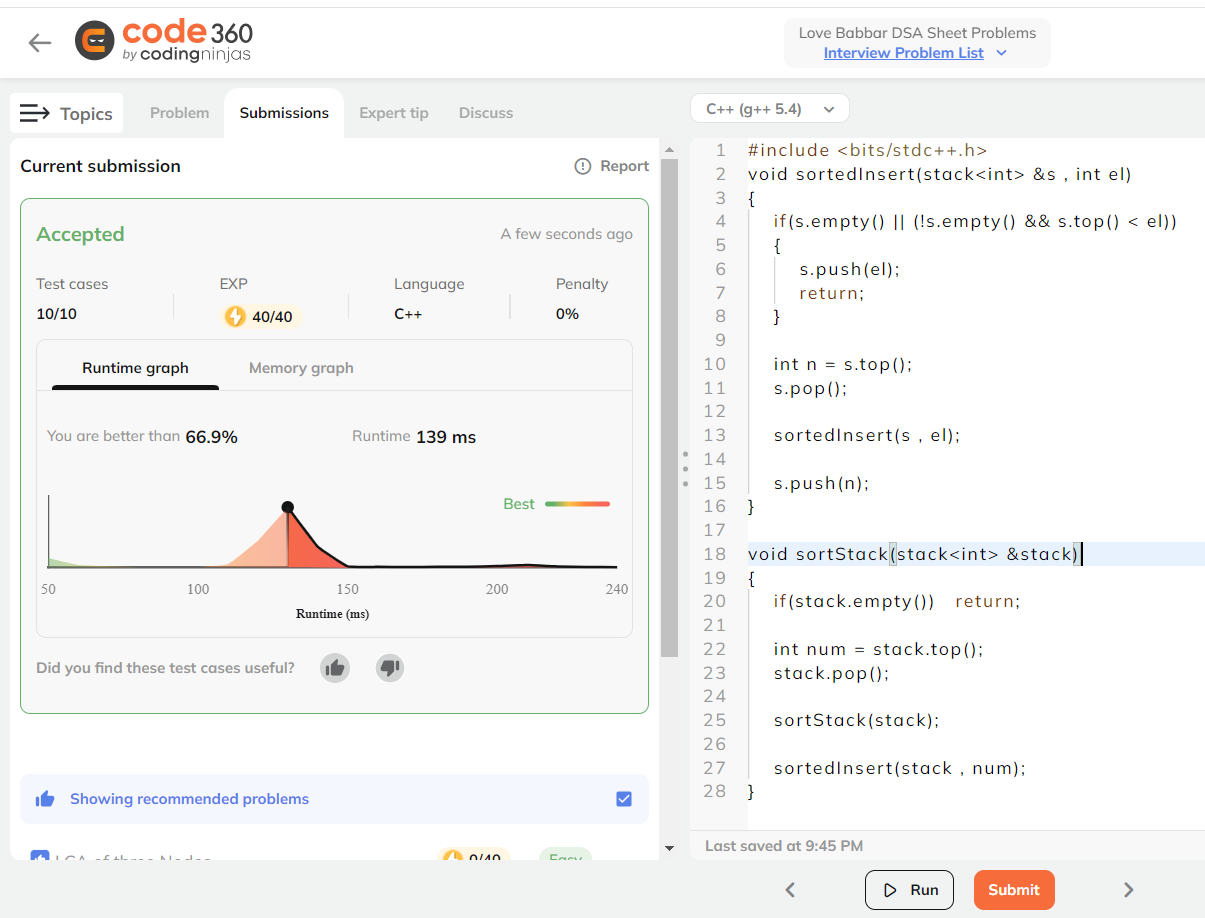 code 360
by codingninjas
Love Babbar DSA Sheet Problems
Interview Problem List
Topics
Problem
Submissions
Expert tip
Discuss
Current submission
Report
Accepted
A few seconds ago
Test cases
EXP
Language
Penalty
10/10
40/40
C++
0%
Runtime graph
Memory graph
You are better than 66.9%
Runtime 139 ms
Best
50
100
150
200
240
Runtime (ms)
Did you find these test cases useful?
Showing recommended problems
LCA of three Nodes
0/40
Easy
C++ (g++ 5.4)
1 #include <bits/stdc++.h>
2 void sortedInsert(stack<int> &s , int el)
3 {
4 if(s.empty() || (!s.empty() && s.top() < el))
5 {
6 s.push(el);
7 return;
8 }
9
10 int n = s.top();
11 s.pop();
12
13 sortedInsert(s , el);
14
15 s.push(n);
16 }
17
18 void sortStack(stack<int> &stack)
19 {
20 if(stack.empty()) return;
21
22 int num = stack.top();
23 stack.pop();
24
25 sortStack(stack);
26
27 sortedInsert(stack , num);
28 }
Last saved at 9:45 PM
Run
Submit